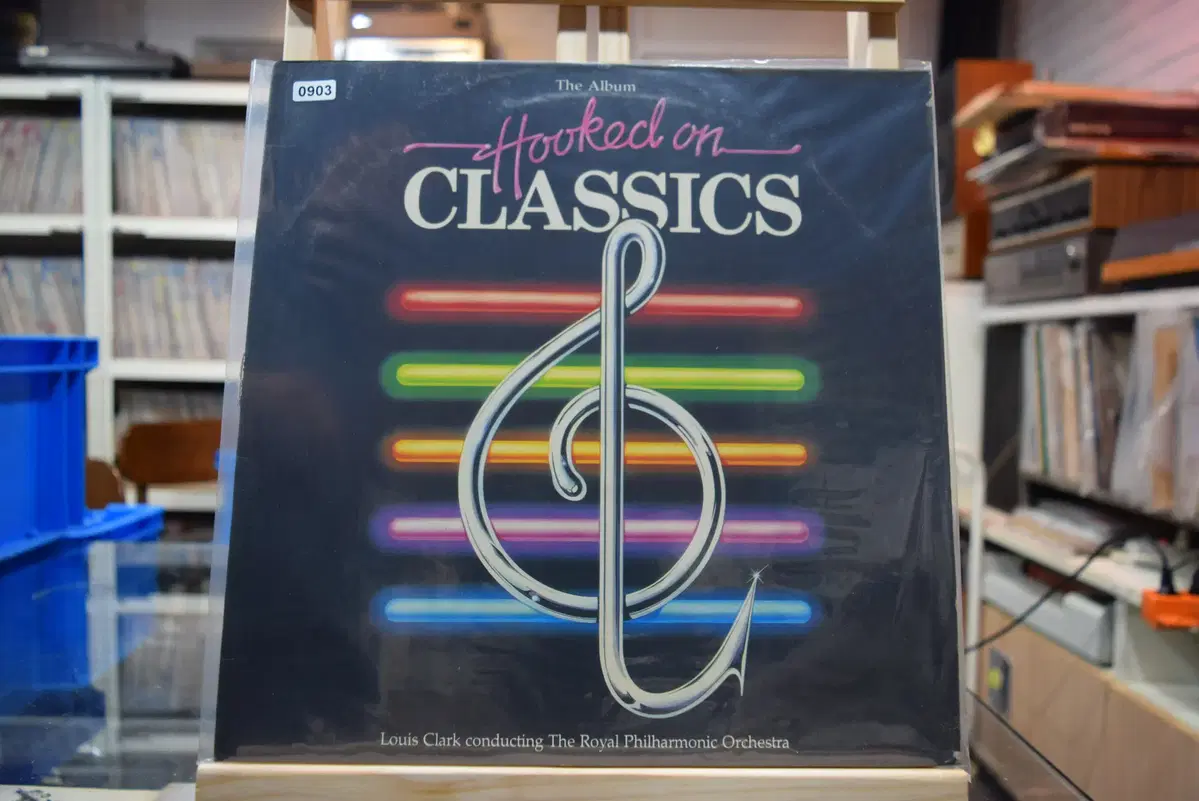 0903
The Album
Hooked on
CLASSICS
Louis Clark conducting The Royal Philharmonic Orchestra